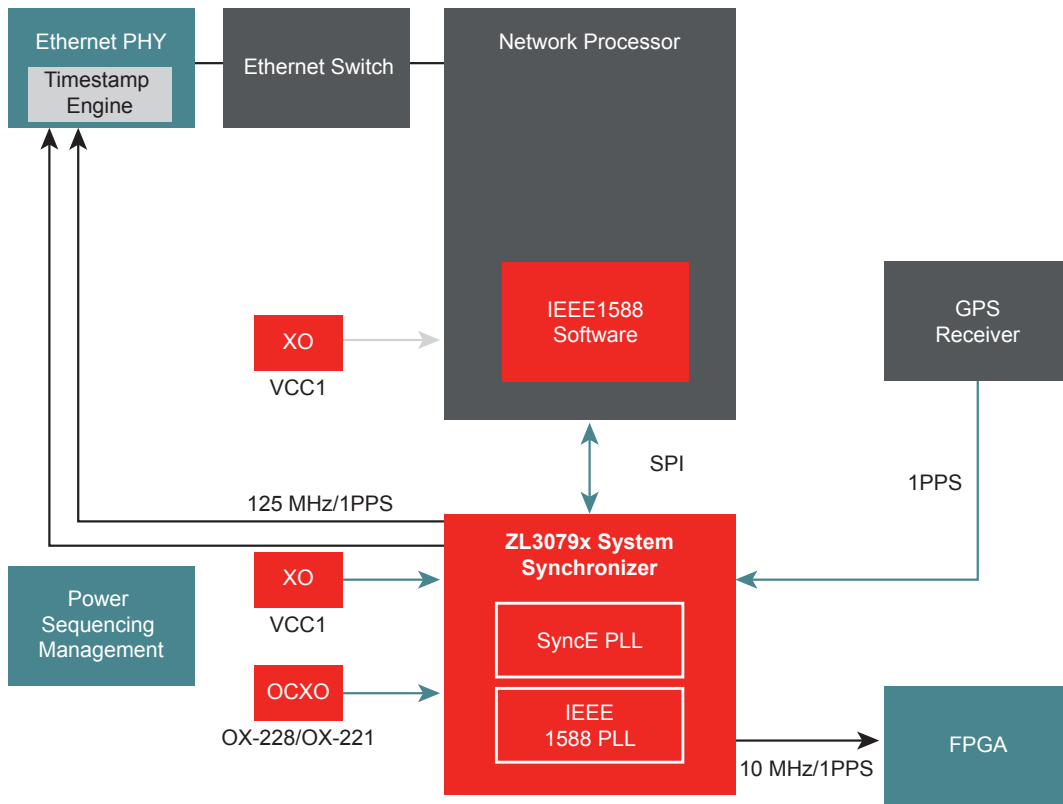 Ethernet PHY
Timestamp
Engine
Ethernet Switch
Network Processor
IEEE1588
Software
XO
VCC1
GPS
Receiver
SPI
1PPS
125 MHz/1PPS
ZL3079x System
Synchronizer
SyncE PLL
IEEE
1588 PLL
XO
VCC1
Power
Sequencing
Management
OCXO
OX-228/OX-221
10 MHz/1PPS
FPGA